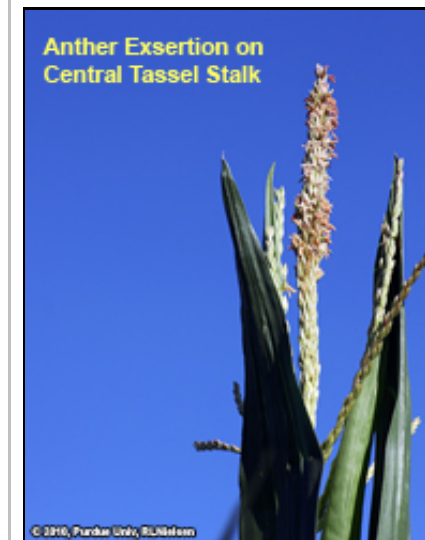 Anther Exsertion on
Central Tassel Stalk
© 2010, Purdue Univ, RLNielsen